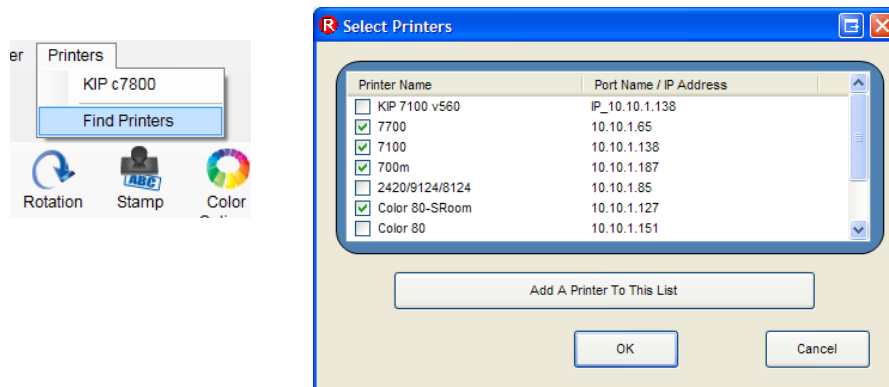 er Printers
KIP c7800
Find Printers
ABC
Rotation Stamp Color
R Select Printers
Printer Name Port Name / IP Address
KIP 7100 v560 IP_10.10.1.138
7700 10.10.1.65
7100 10.10.1.138
700m 10.10.1.187
2420/9124/8124 10.10.1.85
Color 80-SRoom 10.10.1.127
Color 80 10.10.1.151
Add A Printer To This List
OK Cancel